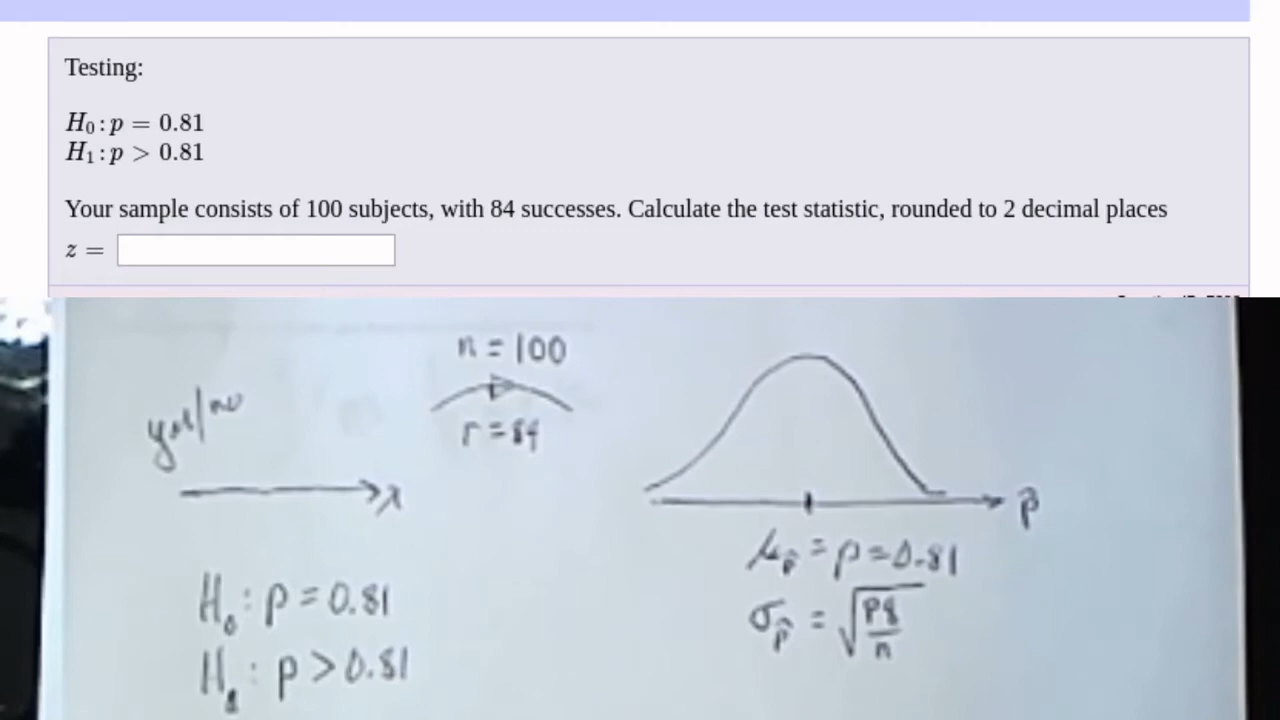 Testing:
H₀ : p = 0.81
H₁ : p > 0.81
Your sample consists of 100 subjects, with 84 successes. Calculate the test statistic, rounded to 2 decimal places
z =
n = 100
yes/no
r = 84
x
p̂
H₀ : p = 0.81
μp̂ = p = 0.81
σp̂ = √(pq/n)
H₁ : p > 0.81